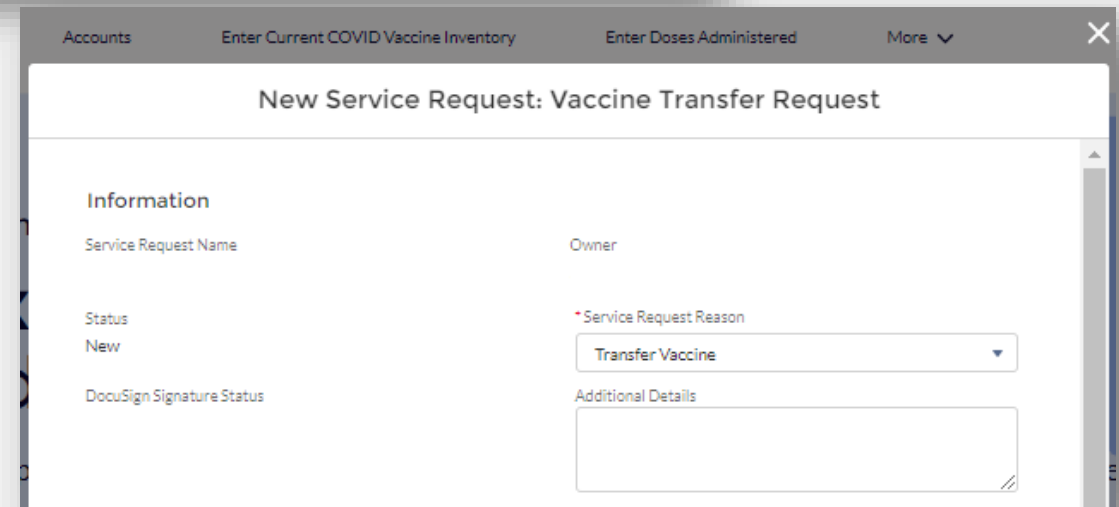 Accounts Enter Current COVID Vaccine Inventory Enter Doses Administered More
New Service Request: Vaccine Transfer Request
Information
Service Request Name Owner
Status *Service Request Reason
New Transfer Vaccine
DocuSign Signature Status Additional Details